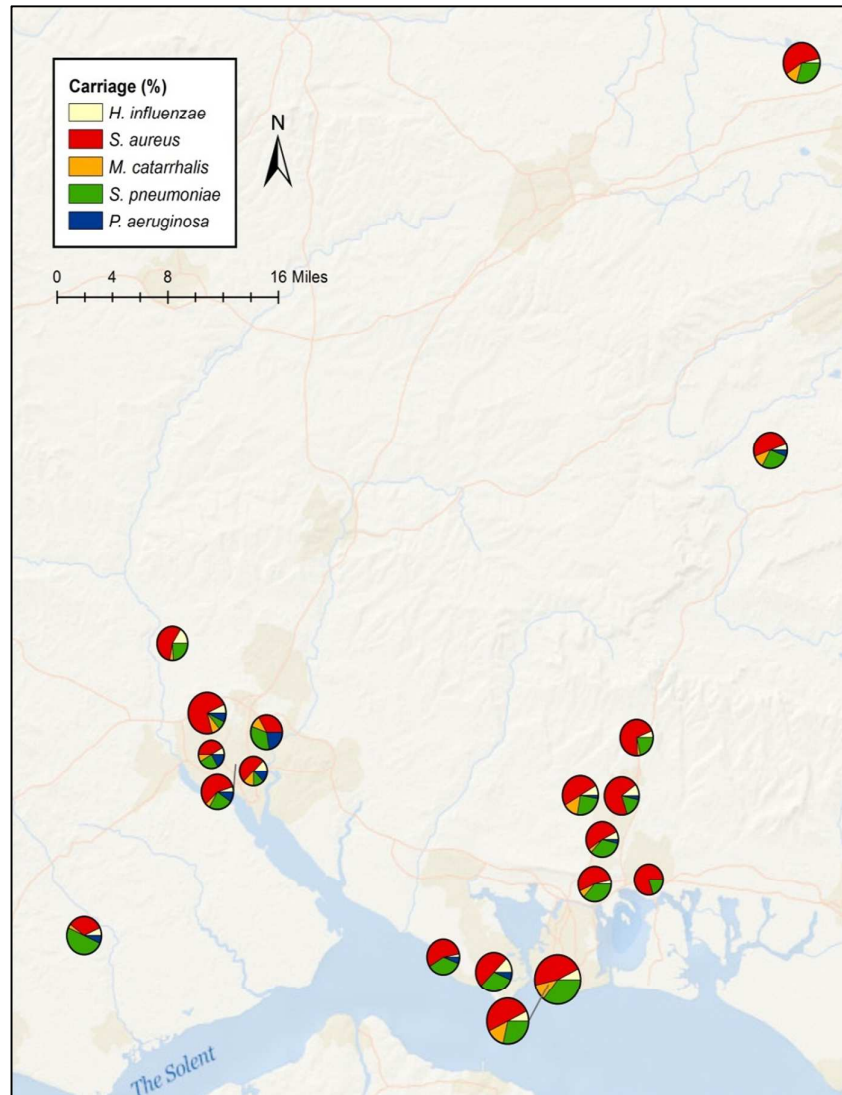 Carriage (%)
H. influenzae
S. aureus
M. catarrhalis
S. pneumoniae
P. aeruginosa
N
0 4 8 16 Miles
The Solent